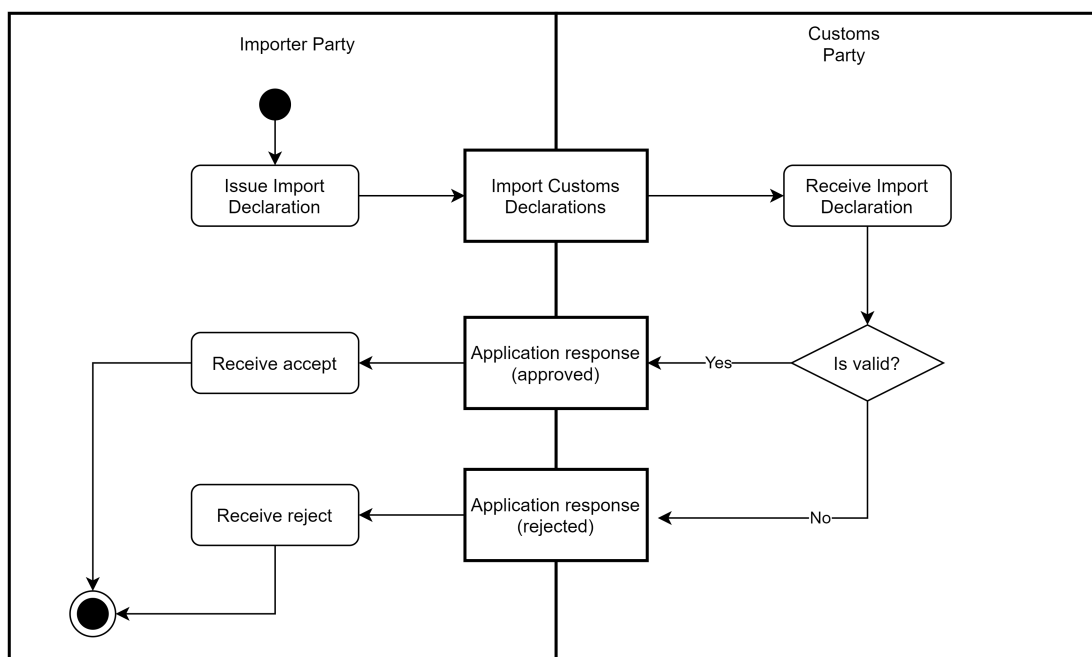 Importer Party
Customs
Party
Issue Import
Declaration
Import Customs
Declarations
Receive Import
Declaration
Receive accept
Application response
(approved)
Yes
Is valid?
Receive reject
Application response
(rejected)
No